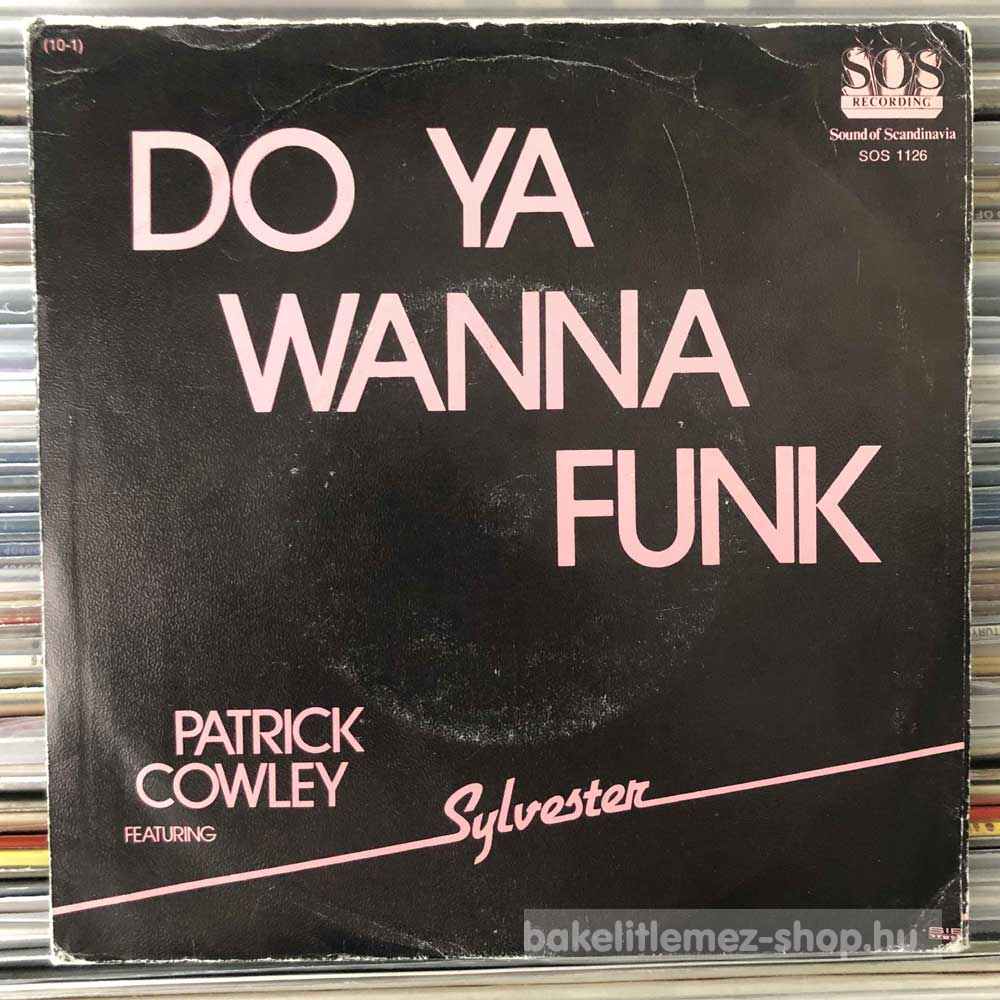 (10-1)
SOS
RECORDING
Sound of Scandinavia
SOS 1126
DO YA
WANNA
FUNK
PATRICK
COWLEY
FEATURING
Sylvester
bakelitlemez-shop.hu